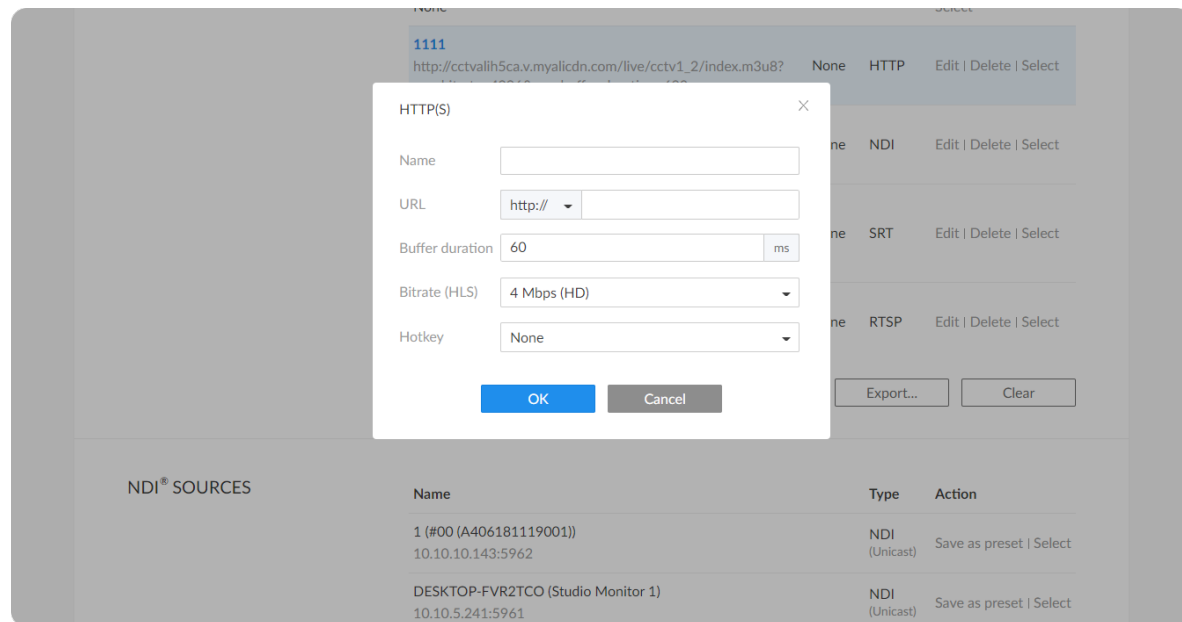 None Select
1111
http://cctvalih5ca.v.myalicdn.com/live/cctv1_2/index.m3u8? None HTTP Edit | Delete | Select
HTTP(S)
Name
ne NDI Edit | Delete | Select
URL http://
ne SRT Edit | Delete | Select
Buffer duration 60 ms
Bitrate (HLS) 4 Mbps (HD)
ne RTSP Edit | Delete | Select
Hotkey None
OK Cancel Export... Clear
NDI® SOURCES
Name Type Action
1 (#00 (A406181119001)) NDI
10.10.10.143:5962 (Unicast) Save as preset | Select
DESKTOP-FVR2TCO (Studio Monitor 1) NDI
10.10.5.241:5961 (Unicast) Save as preset | Select